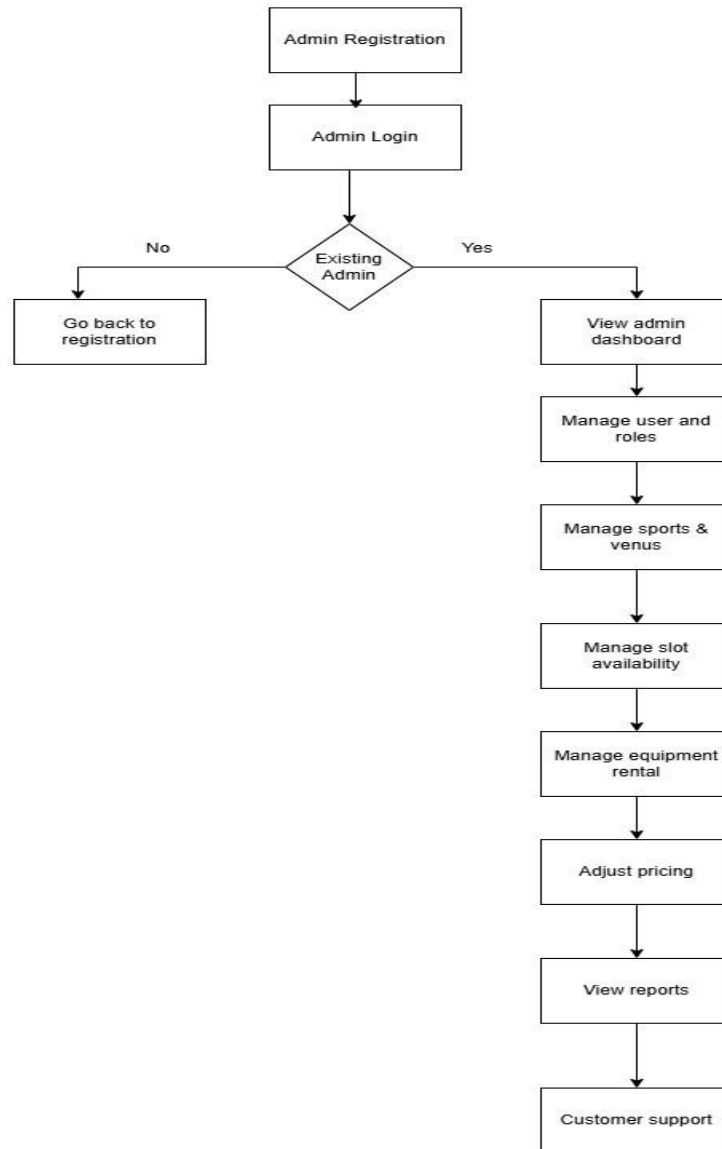 Admin Registration
Admin Login
Existing
Admin
No
Yes
Go back to
registration
View admin
dashboard
Manage user and
roles
Manage sports &
venus
Manage slot
availability
Manage equipment
rental
Adjust pricing
View reports
Customer support